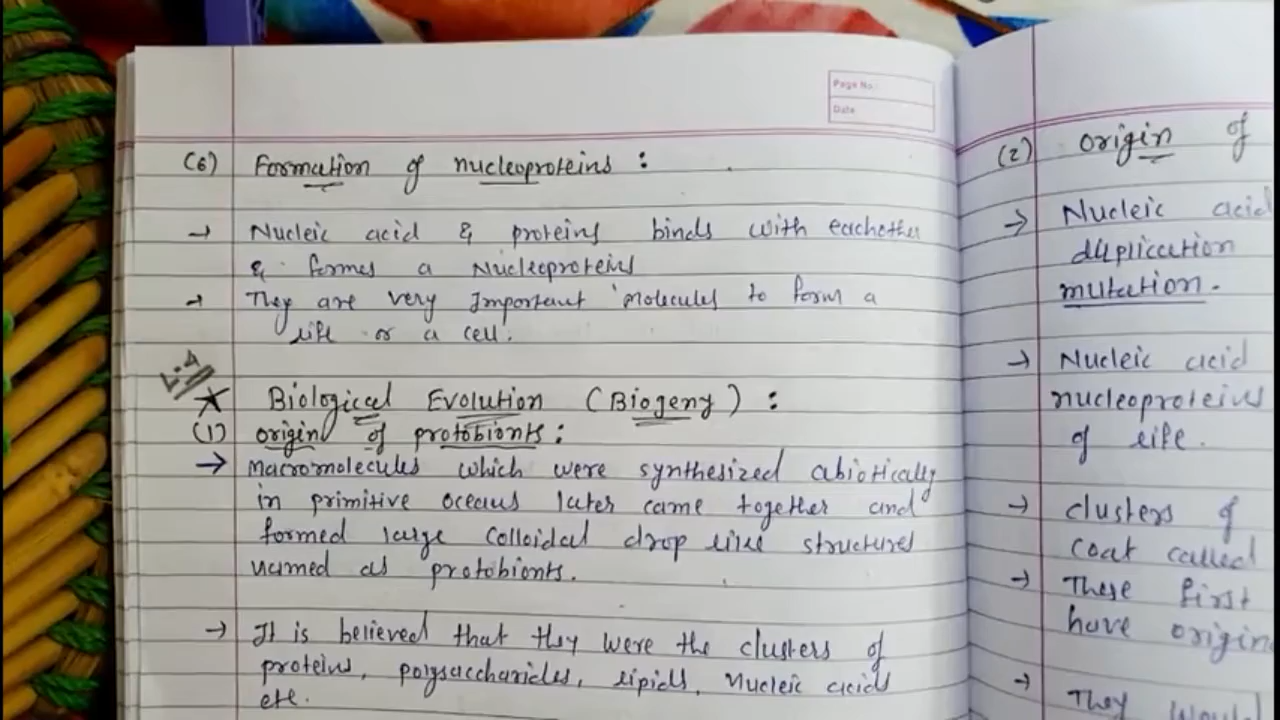 Page No.:
Date
(6) Formation of nucleoproteins :
→ Nucleic acid & proteins binds with eachother
& formes a Nucleoproteins
→ They are very Important molecules to form a
life or a cell.
L.4
Biological Evolution (Biogeny) :
(1) origin of protobionts :
→ Macromolecules which were synthesized abiotically
in primitive oceans later came together and
formed large Colloidal drop like structures
named as protobionts.
→ It is believed that they were the clusters of
proteins, polysaccharides, lipids, Nucleic acids
etc.
(2) origin of
→ Nucleic acid
duplication
mutation.
→ Nucleic acid
nucleoproteins
of life.
→ clusters of
coat called
→ These first
have origin
→ They would